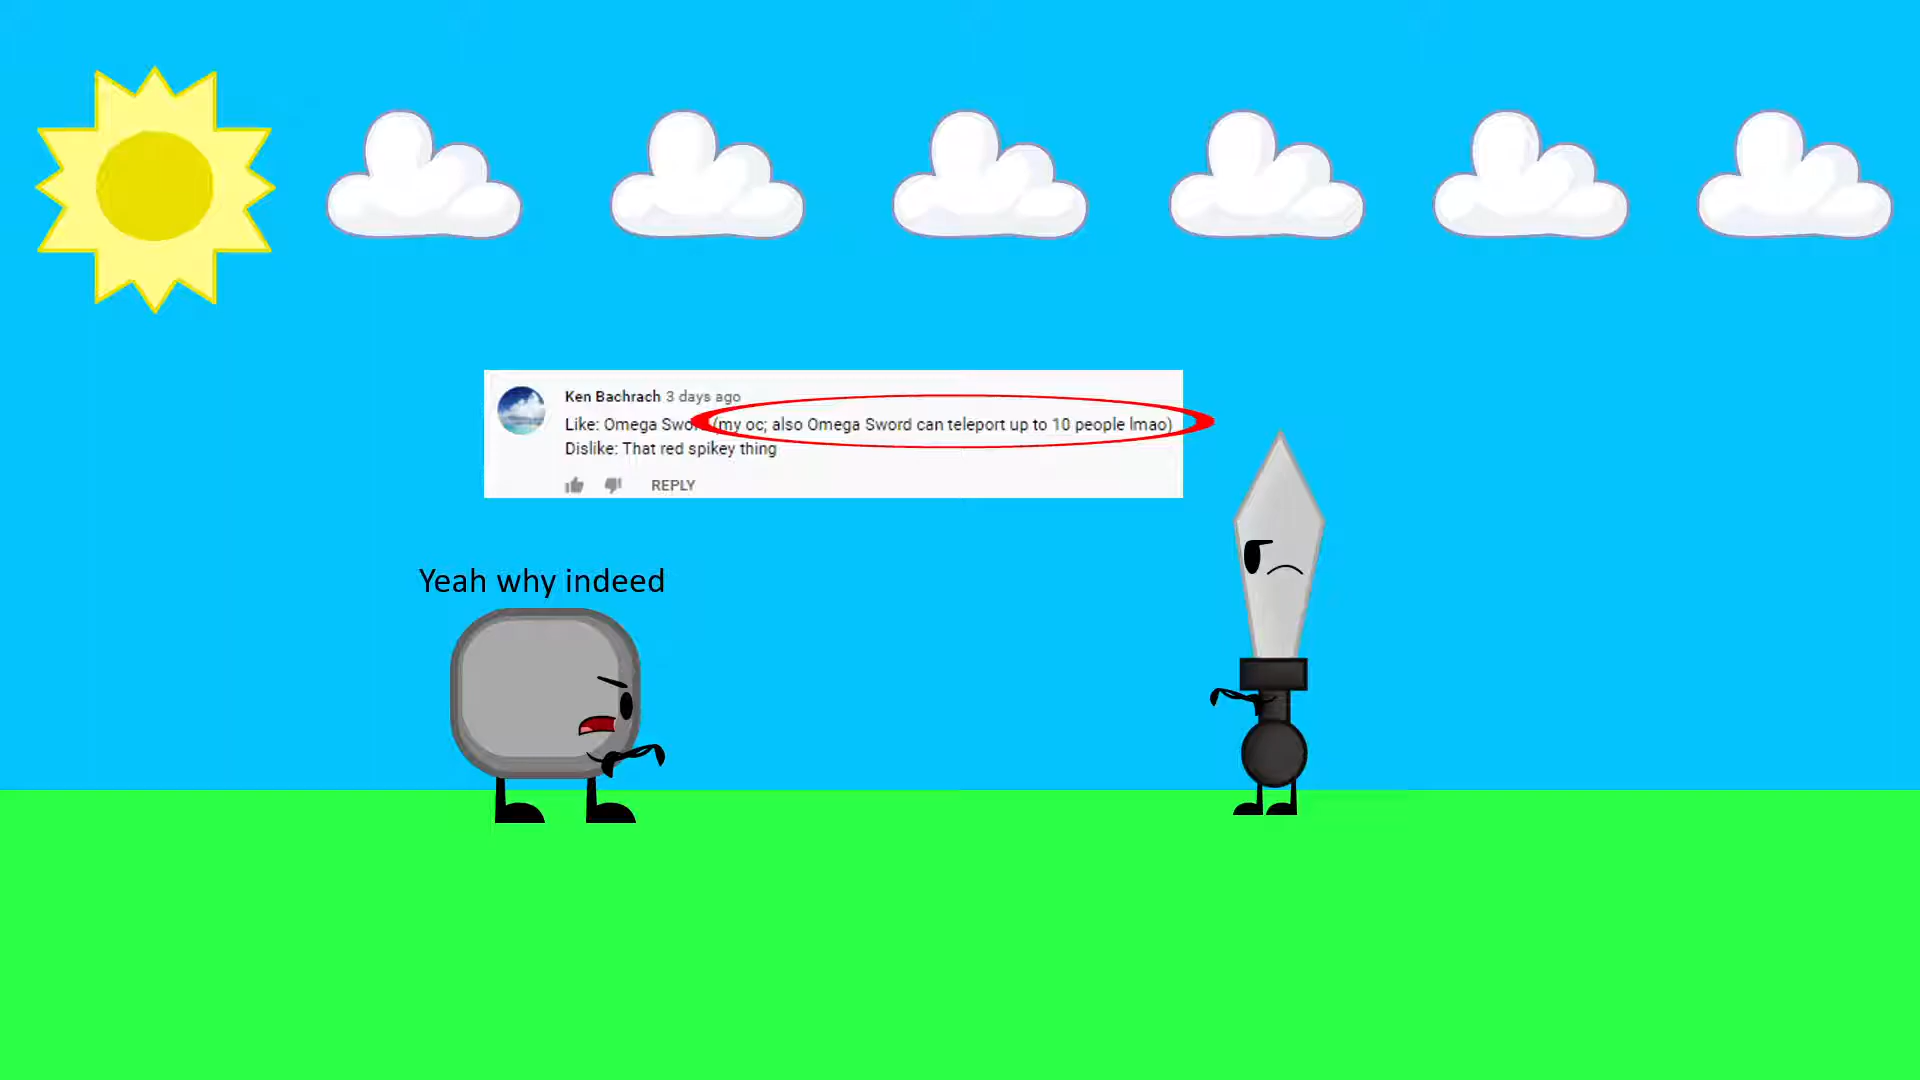 Ken Bachrach 3 days ago
Like: Omega Sword (my oc; also Omega Sword can teleport up to 10 people lmao)
Dislike: That red spikey thing
REPLY
Yeah why indeed